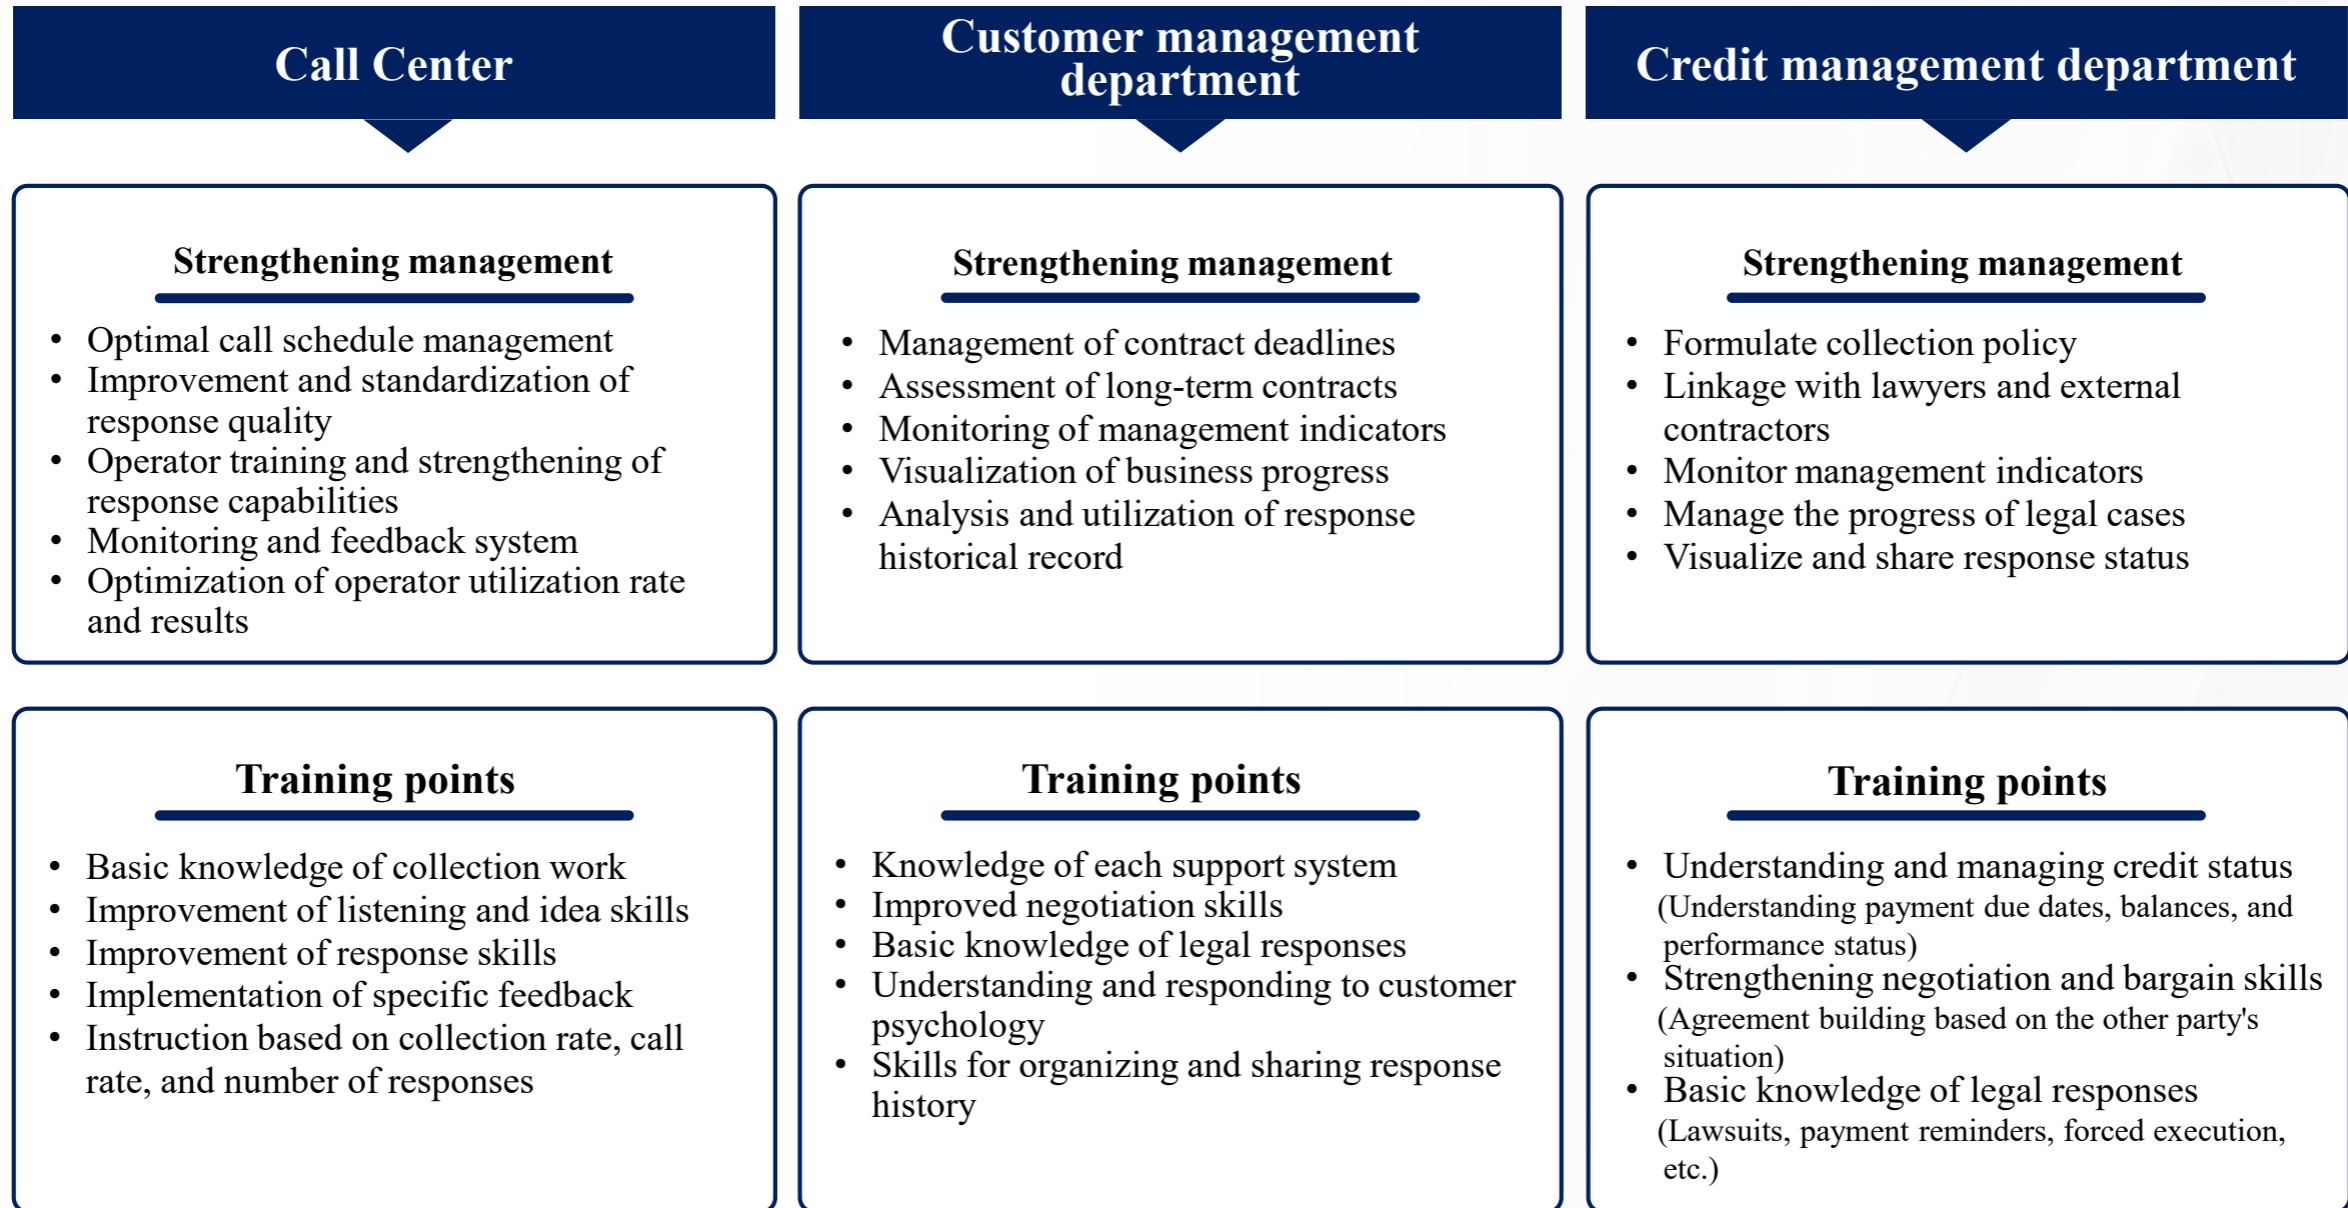 Call Center
Customer management
department
Credit management department
Strengthening management
• Optimal call schedule management
• Improvement and standardization of
response quality
• Operator training and strengthening of
response capabilities
• Monitoring and feedback system
• Optimization of operator utilization rate
and results
Strengthening management
• Management of contract deadlines
• Assessment of long-term contracts
• Monitoring of management indicators
• Visualization of business progress
• Analysis and utilization of response
historical record
Strengthening management
• Formulate collection policy
• Linkage with lawyers and external
contractors
• Monitor management indicators
• Manage the progress of legal cases
• Visualize and share response status
Training points
• Basic knowledge of collection work
• Improvement of listening and idea skills
• Improvement of response skills
• Implementation of specific feedback
• Instruction based on collection rate, call
rate, and number of responses
Training points
• Knowledge of each support system
• Improved negotiation skills
• Basic knowledge of legal responses
• Understanding and responding to customer
psychology
• Skills for organizing and sharing response
history
Training points
• Understanding and managing credit status
(Understanding payment due dates, balances, and
performance status)
• Strengthening negotiation and bargain skills
(Agreement building based on the other party's
situation)
• Basic knowledge of legal responses
(Lawsuits, payment reminders, forced execution,
etc.)